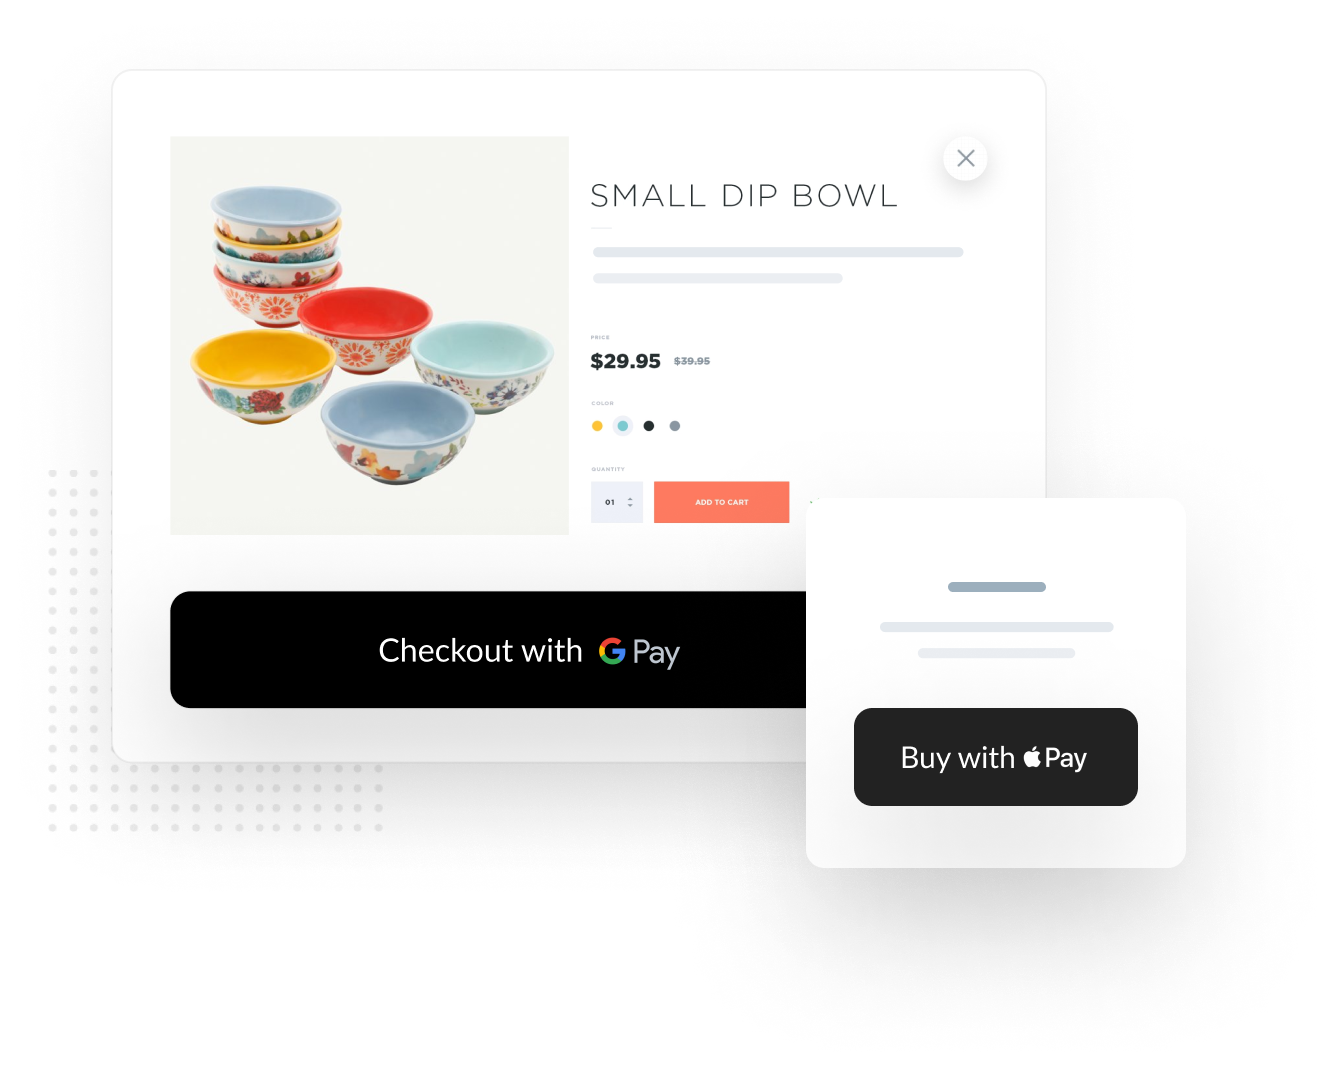 SMALL DIP BOWL
PRICE
$29.95 $39.95
COLOR
QUANTITY
01 ADD TO CART
Checkout with G Pay
Buy with Pay